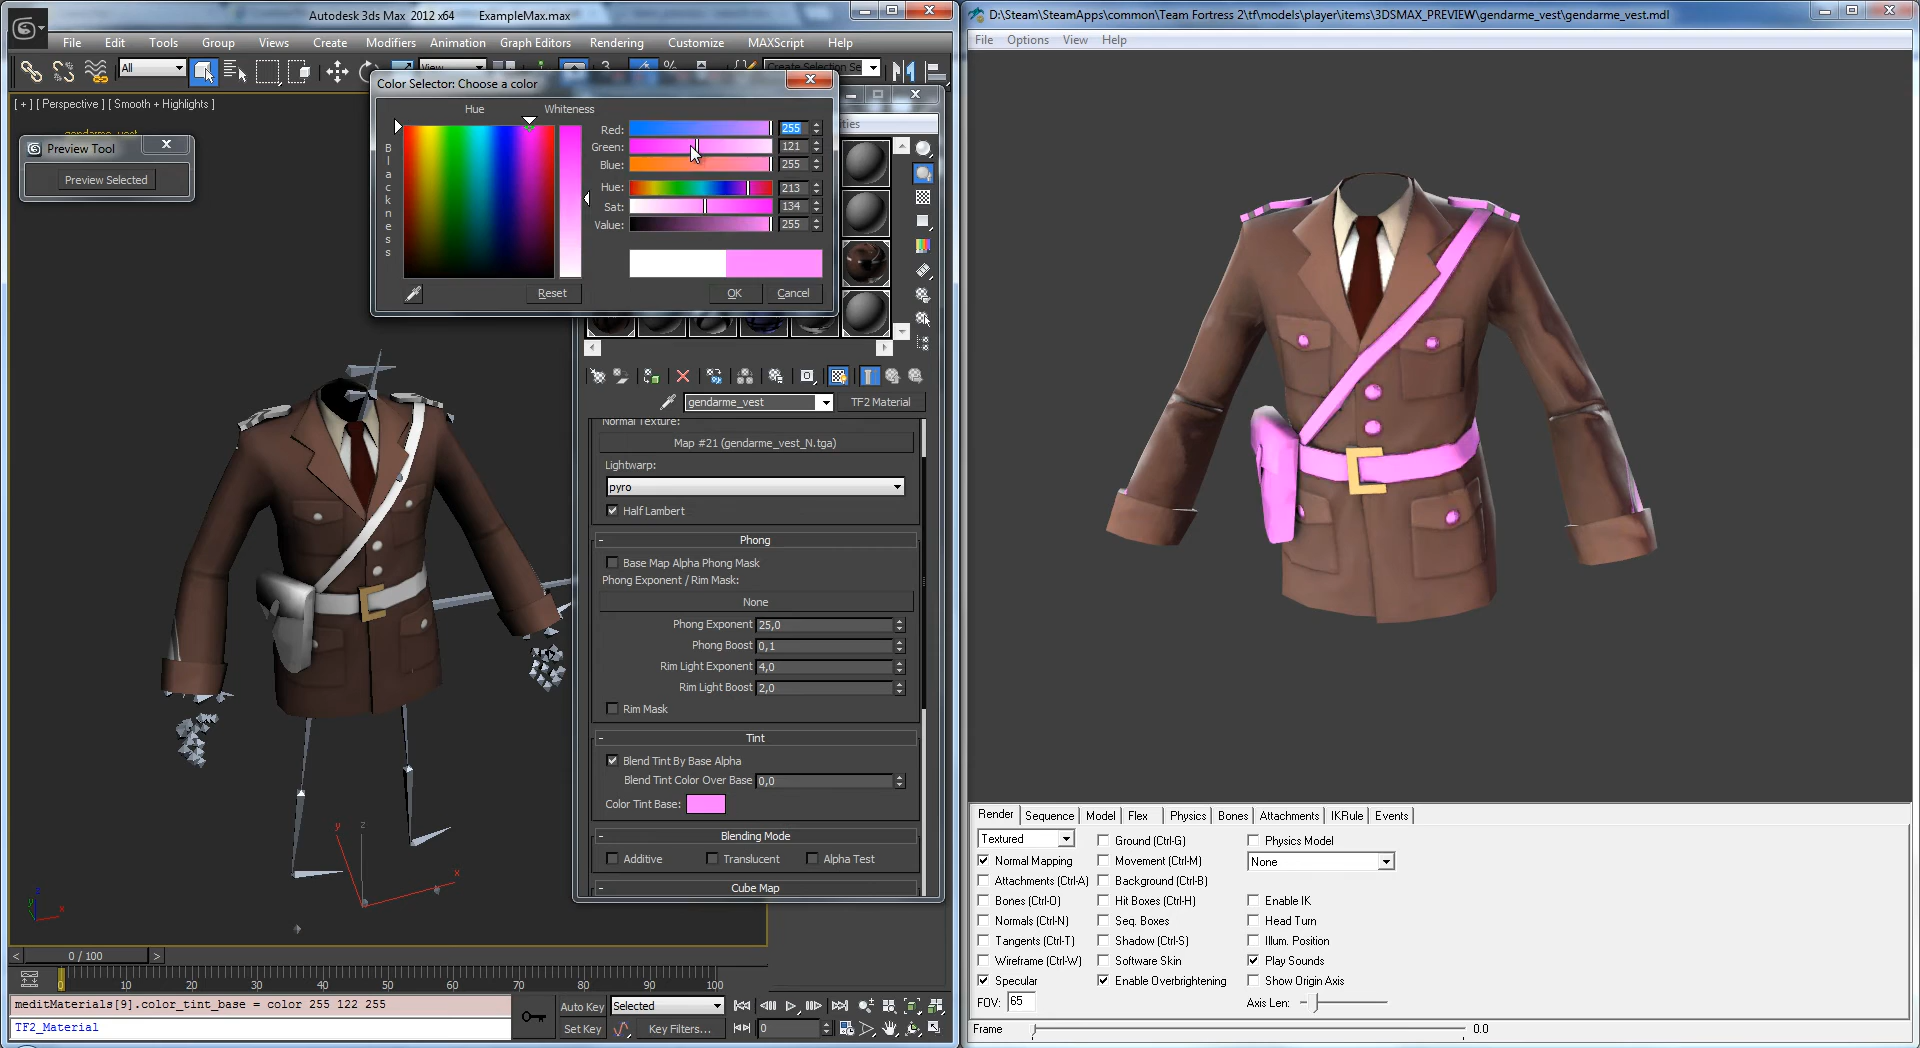 Autodesk 3ds Max 2012 x64 ExampleMax.max
File Edit Tools Group Views Create Modifiers Animation Graph Editors Rendering Customize MAXScript Help
All
[ + ] [ Perspective ] [ Smooth + Highlights ]
Preview Tool
Preview Selected
Color Selector: Choose a color
Hue Whiteness
Blackness
Red: 255
Green: 121
Blue: 255
Hue: 213
Sat: 134
Value: 255
Reset OK Cancel
gendarme_vest TF2 Material
Normal Texture:
Map #21 (gendarme_vest_N.tga)
Lightwarp:
pyro
Half Lambert
- Phong
Base Map Alpha Phong Mask
Phong Exponent / Rim Mask:
None
Phong Exponent 25,0
Phong Boost 0,1
Rim Light Exponent 4,0
Rim Light Boost 2,0
Rim Mask
- Tint
Blend Tint By Base Alpha
Blend Tint Color Over Base 0,0
Color Tint Base:
- Blending Mode
Additive Translucent Alpha Test
- Cube Map
x y z
x y z
< 0 / 100 >
0 10 20 30 40 50 60 70 80 90 100
meditMaterials[9].color_tint_base = color 255 122 255
TF2_Material
Auto Key Selected
Set Key Key Filters... 0
D:\Steam\SteamApps\common\Team Fortress 2\tf\models\player\items\3DSMAX_PREVIEW\gendarme_vest\gendarme_vest.mdl
File Options View Help
Render Sequence Model Flex Physics Bones Attachments IKRule Events
Textured Ground (Ctrl-G) Physics Model
Normal Mapping Movement (Ctrl-M) None
Attachments (Ctrl-A) Background (Ctrl-B)
Bones (Ctrl-O) Hit Boxes (Ctrl-H) Enable IK
Normals (Ctrl-N) Seq. Boxes Head Turn
Tangents (Ctrl-T) Shadow (Ctrl-S) Illum. Position
Wireframe (Ctrl-W) Software Skin Play Sounds
Specular Enable Overbrightening Show Origin Axis
FOV: 65 Axis Len:
Frame 0.0